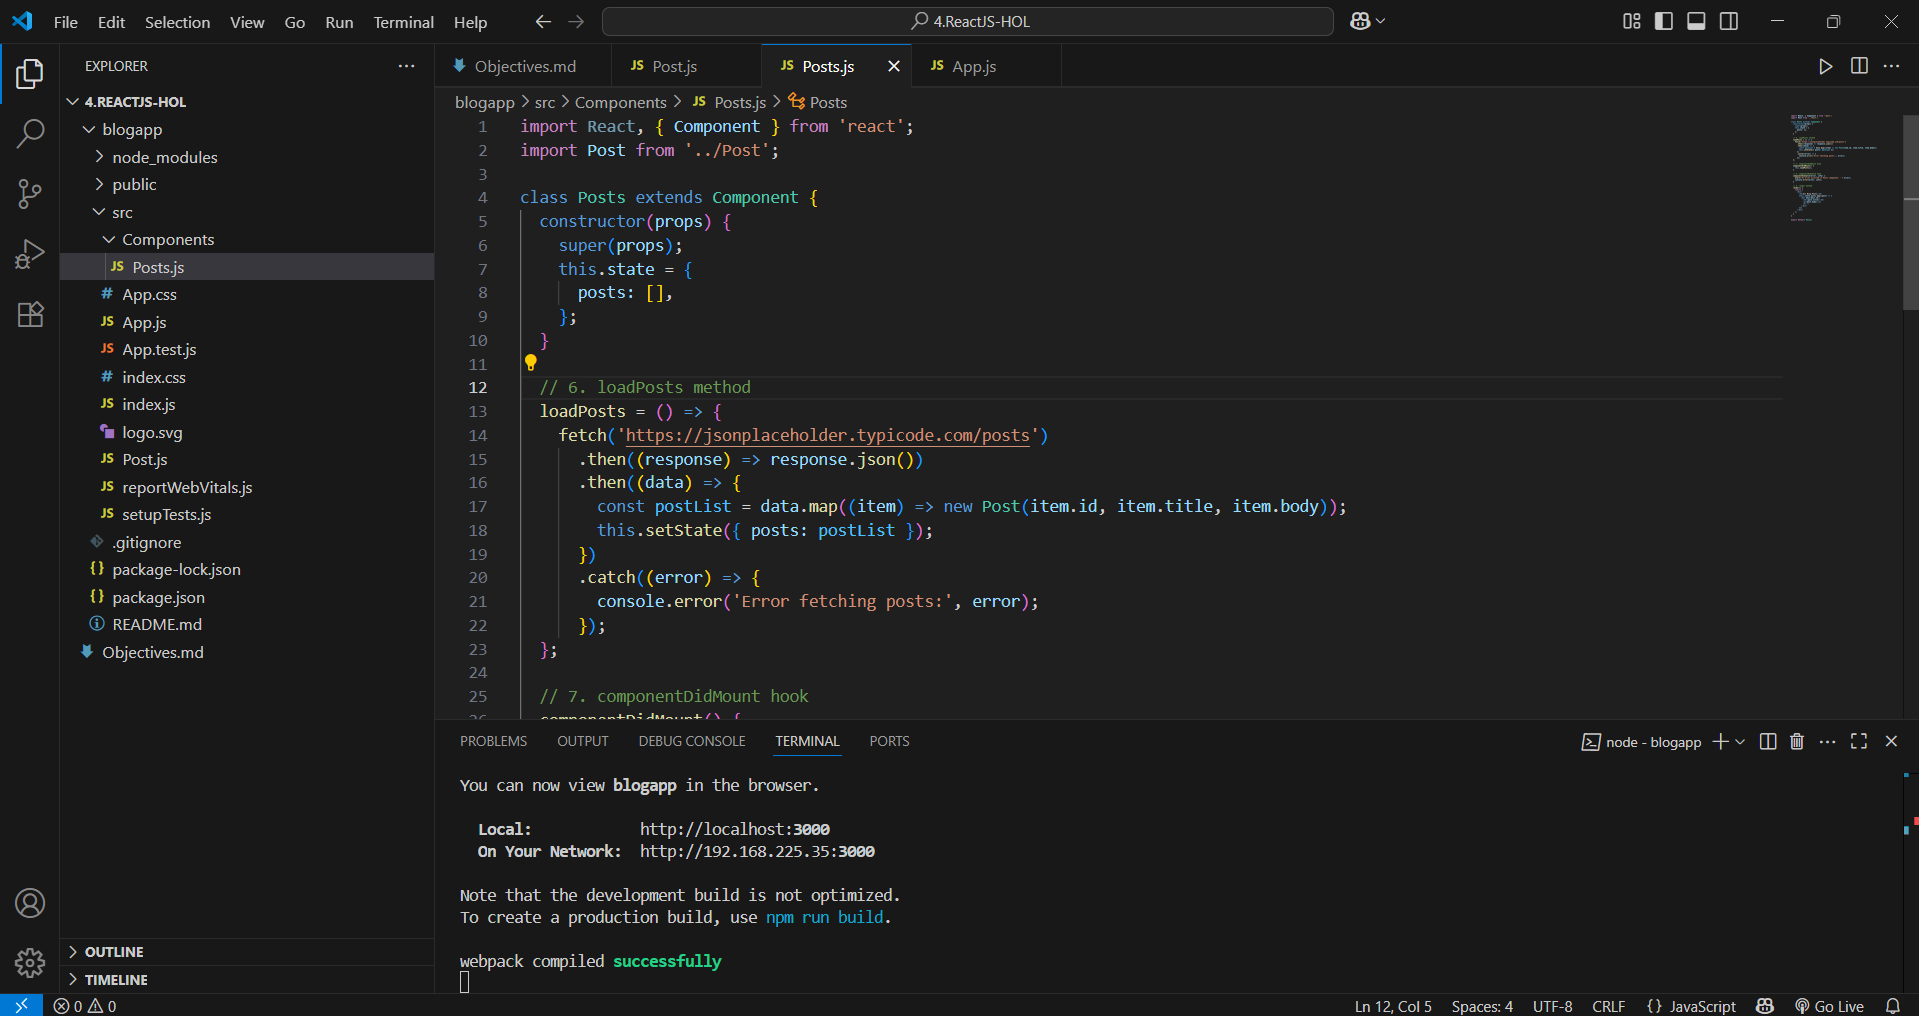 File Edit Selection View Go Run Terminal Help
4.ReactJS-HOL
EXPLORER
4.REACTJS-HOL
blogapp
node_modules
public
src
Components
JS Posts.js
# App.css
JS App.js
JS App.test.js
# index.css
JS index.js
logo.svg
JS Post.js
JS reportWebVitals.js
JS setupTests.js
.gitignore
{} package-lock.json
{} package.json
README.md
Objectives.md
OUTLINE
TIMELINE
Objectives.md JS Post.js JS Posts.js JS App.js
blogapp > src > Components > JS Posts.js > Posts
1 import React, { Component } from 'react';
2 import Post from '../Post';
3
4 class Posts extends Component {
5 constructor(props) {
6 super(props);
7 this.state = {
8 posts: [],
9 };
10 }
11
12 // 6. loadPosts method
13 loadPosts = () => {
14 fetch('https://jsonplaceholder.typicode.com/posts')
15 .then((response) => response.json())
16 .then((data) => {
17 const postList = data.map((item) => new Post(item.id, item.title, item.body));
18 this.setState({ posts: postList });
19 })
20 .catch((error) => {
21 console.error('Error fetching posts:', error);
22 });
23 };
24
25 // 7. componentDidMount hook
26 componentDidMount() {
PROBLEMS OUTPUT DEBUG CONSOLE TERMINAL PORTS
node - blogapp
You can now view blogapp in the browser.
Local: http://localhost:3000
On Your Network: http://192.168.225.35:3000
Note that the development build is not optimized.
To create a production build, use npm run build.
webpack compiled successfully
0 0
Ln 12, Col 5 Spaces: 4 UTF-8 CRLF {} JavaScript Go Live